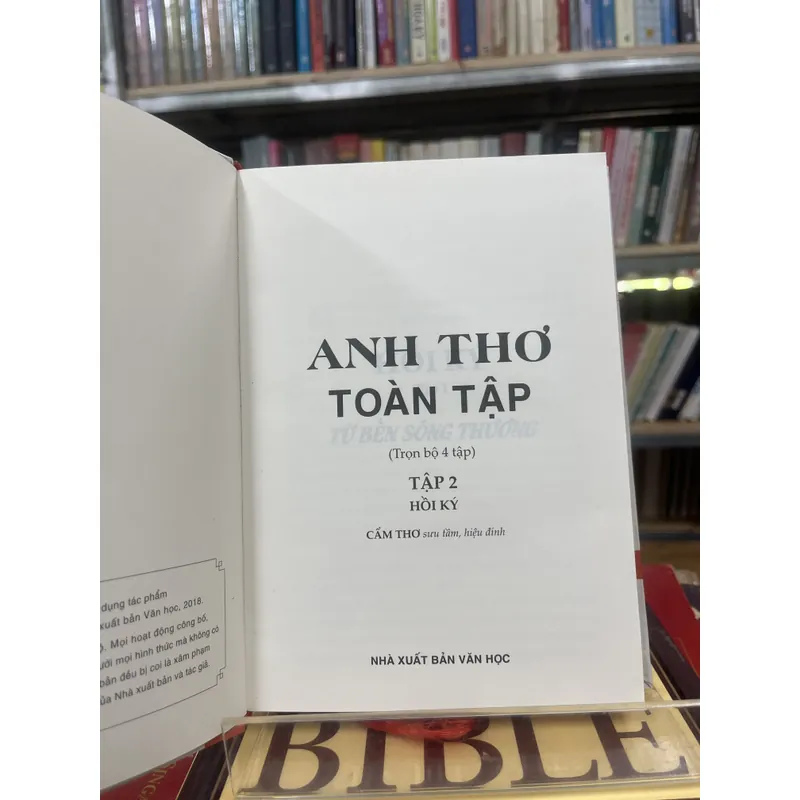 ANH THƠ
TOÀN TẬP
TỪ BẾN SÔNG THƯƠNG
(Trọn bộ 4 tập)
TẬP 2
HỒI KÝ
CẨM THƠ sưu tầm, hiệu đính
NHÀ XUẤT BẢN VĂN HỌC
dụng tác phẩm
xuất bản Văn học, 2018.
Mọi hoạt động công bố,
ưới mọi hình thức mà không có
bản đều bị coi là xâm phạm
của Nhà xuất bản và tác giả.
BIBLE